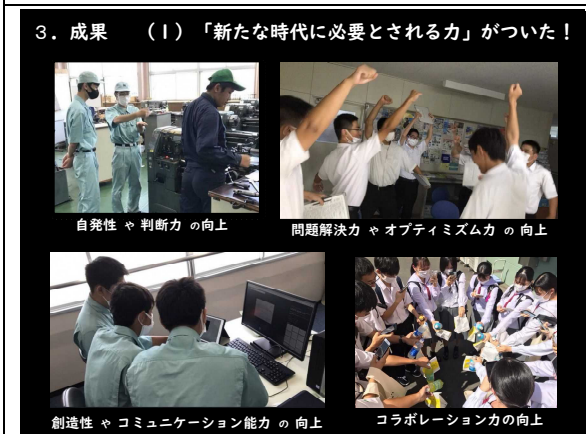 3．成果　（１）「新たな時代に必要とされる力」がついた！
自発性 や 判断力 の向上
問題解決力 や オプティミズム力 の 向上
創造性 や コミュニケーション能力 の 向上
コラボレーション力の向上